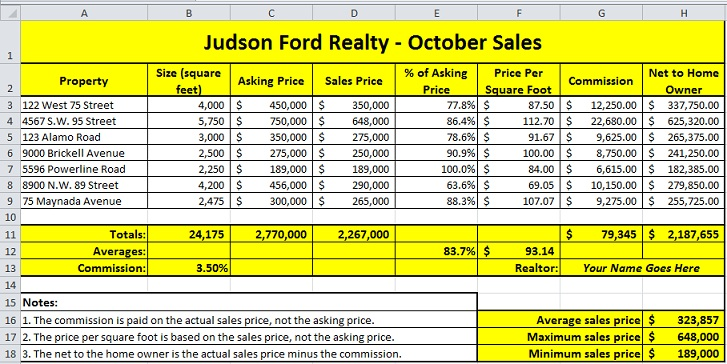 A B C D E F G H
1 Judson Ford Realty - October Sales
2 Property Size (square feet) Asking Price Sales Price % of Asking Price Price Per Square Foot Commission Net to Home Owner
3 122 West 75 Street 4,000 $ 450,000 $ 350,000 77.8% $ 87.50 $ 12,250.00 $ 337,750.00
4 4567 S.W. 95 Street 5,750 $ 750,000 $ 648,000 86.4% $ 112.70 $ 22,680.00 $ 625,320.00
5 123 Alamo Road 3,000 $ 350,000 $ 275,000 78.6% $ 91.67 $ 9,625.00 $ 265,375.00
6 9000 Brickell Avenue 2,500 $ 275,000 $ 250,000 90.9% $ 100.00 $ 8,750.00 $ 241,250.00
7 5596 Powerline Road 2,250 $ 189,000 $ 189,000 100.0% $ 84.00 $ 6,615.00 $ 182,385.00
8 8900 N.W. 89 Street 4,200 $ 456,000 $ 290,000 63.6% $ 69.05 $ 10,150.00 $ 279,850.00
9 75 Maynada Avenue 2,475 $ 300,000 $ 265,000 88.3% $ 107.07 $ 9,275.00 $ 255,725.00
10
11 Totals: 24,175 2,770,000 2,267,000 $ 79,345 $ 2,187,655
12 Averages: 83.7% $ 93.14
13 Commission: 3.50% Realtor: Your Name Goes Here
14
15 Notes:
16 1. The commission is paid on the actual sales price, not the asking price. Average sales price $ 323,857
17 2. The price per square foot is based on the sales price, not the asking price. Maximum sales price $ 648,000
18 3. The net to the home owner is the actual sales price minus the commission. Minimum sales price $ 189,000